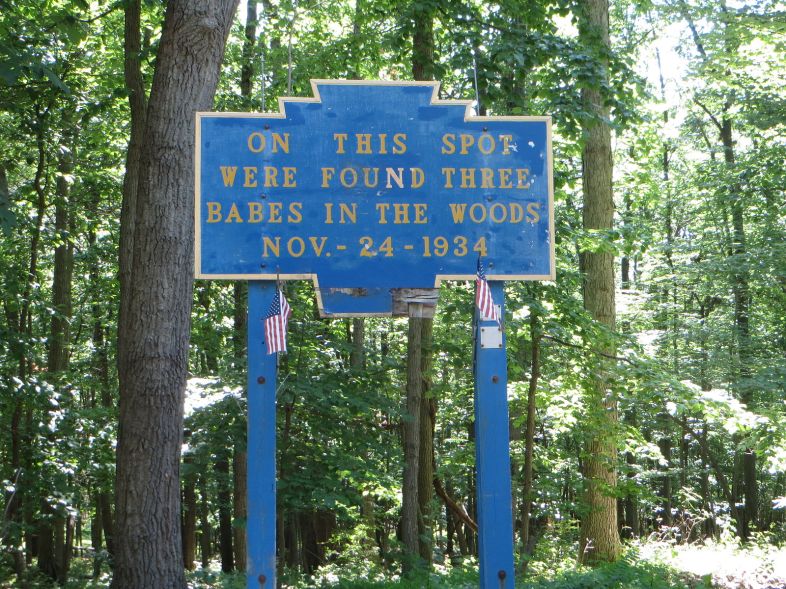 ON THIS SPOT
WERE FOUND THREE
BABES IN THE WOODS
NOV. - 24 - 1934